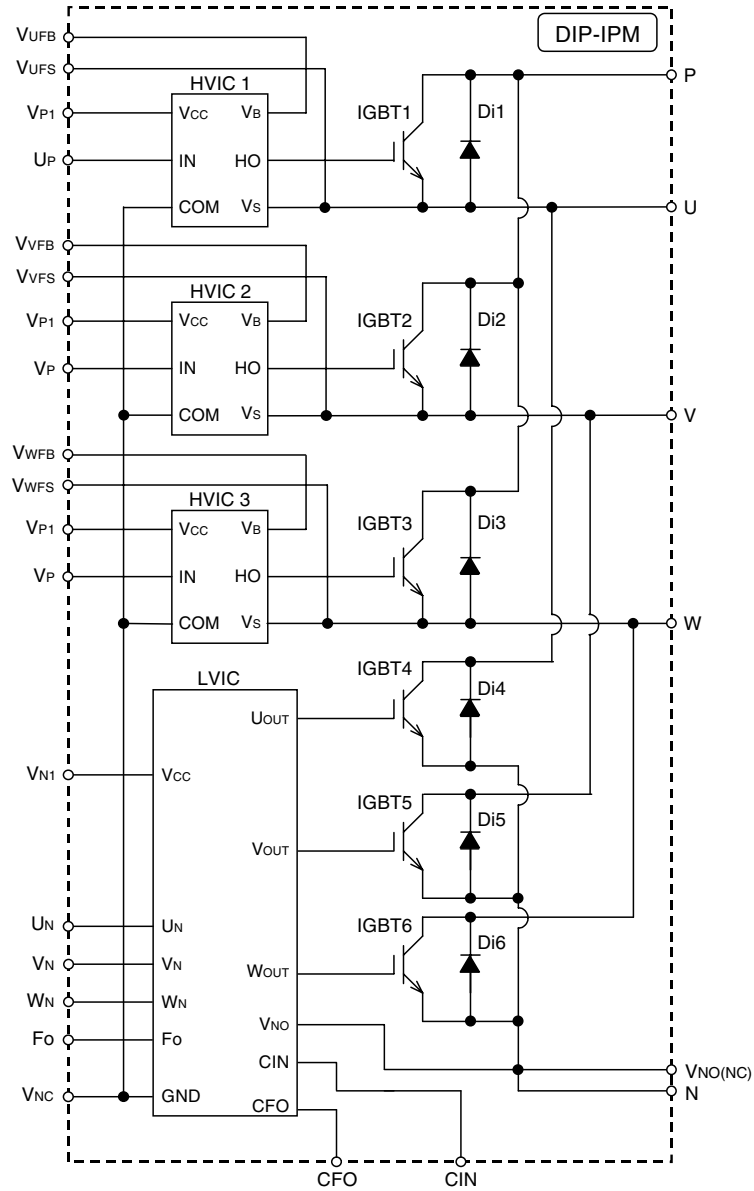 DIP-IPM
VUFB
VUFS
VP1
UP
HVIC 1
VCC
VB
IN
HO
COM
VS
IGBT1
Di1
P
U
VVFB
VVFS
VP1
VP
HVIC 2
VCC
VB
IN
HO
COM
VS
IGBT2
Di2
V
VWFB
VWFS
VP1
VP
HVIC 3
VCC
VB
IN
HO
COM
VS
IGBT3
Di3
W
LVIC
UOUT
IGBT4
Di4
VN1
VCC
VOUT
IGBT5
Di5
UN
UN
VN
VN
WN
WN
Fo
Fo
VNC
GND
WOUT
IGBT6
Di6
VNO
CIN
CFO
VNO(NC)
N
CFO
CIN